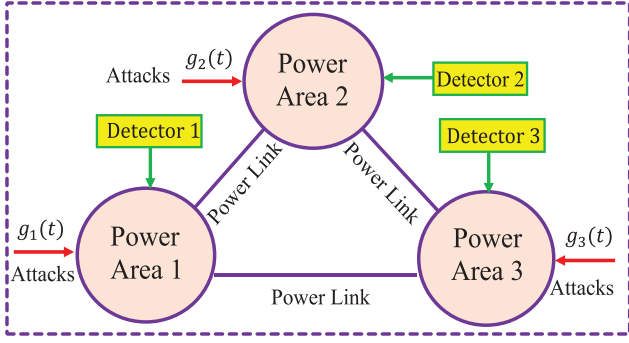 g₂(t)
Attacks
Power
Area 2
Detector 2
Detector 1
Detector 3
Power Link
Power Link
g₁(t)
Attacks
Power
Area 1
Power
Area 3
g₃(t)
Attacks
Power Link